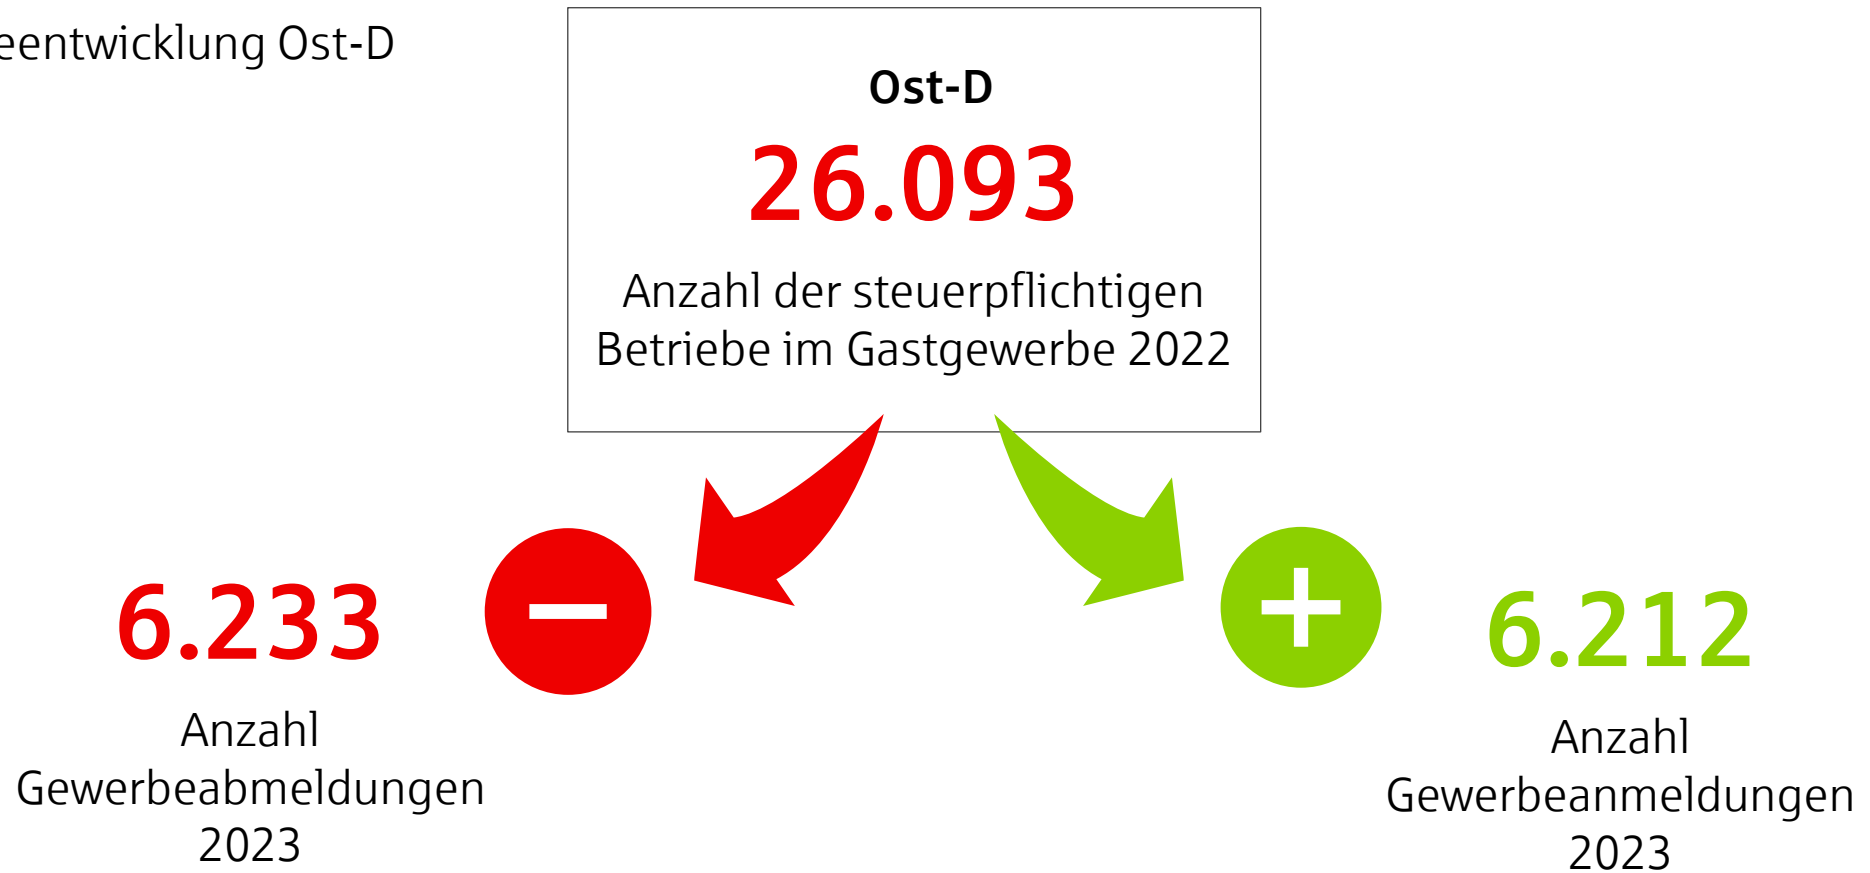 eentwicklung Ost-D
Ost-D
26.093
Anzahl der steuerpflichtigen
Betriebe im Gastgewerbe 2022
6.233
Anzahl
Gewerbeabmeldungen
2023
6.212
Anzahl
Gewerbeanmeldungen
2023